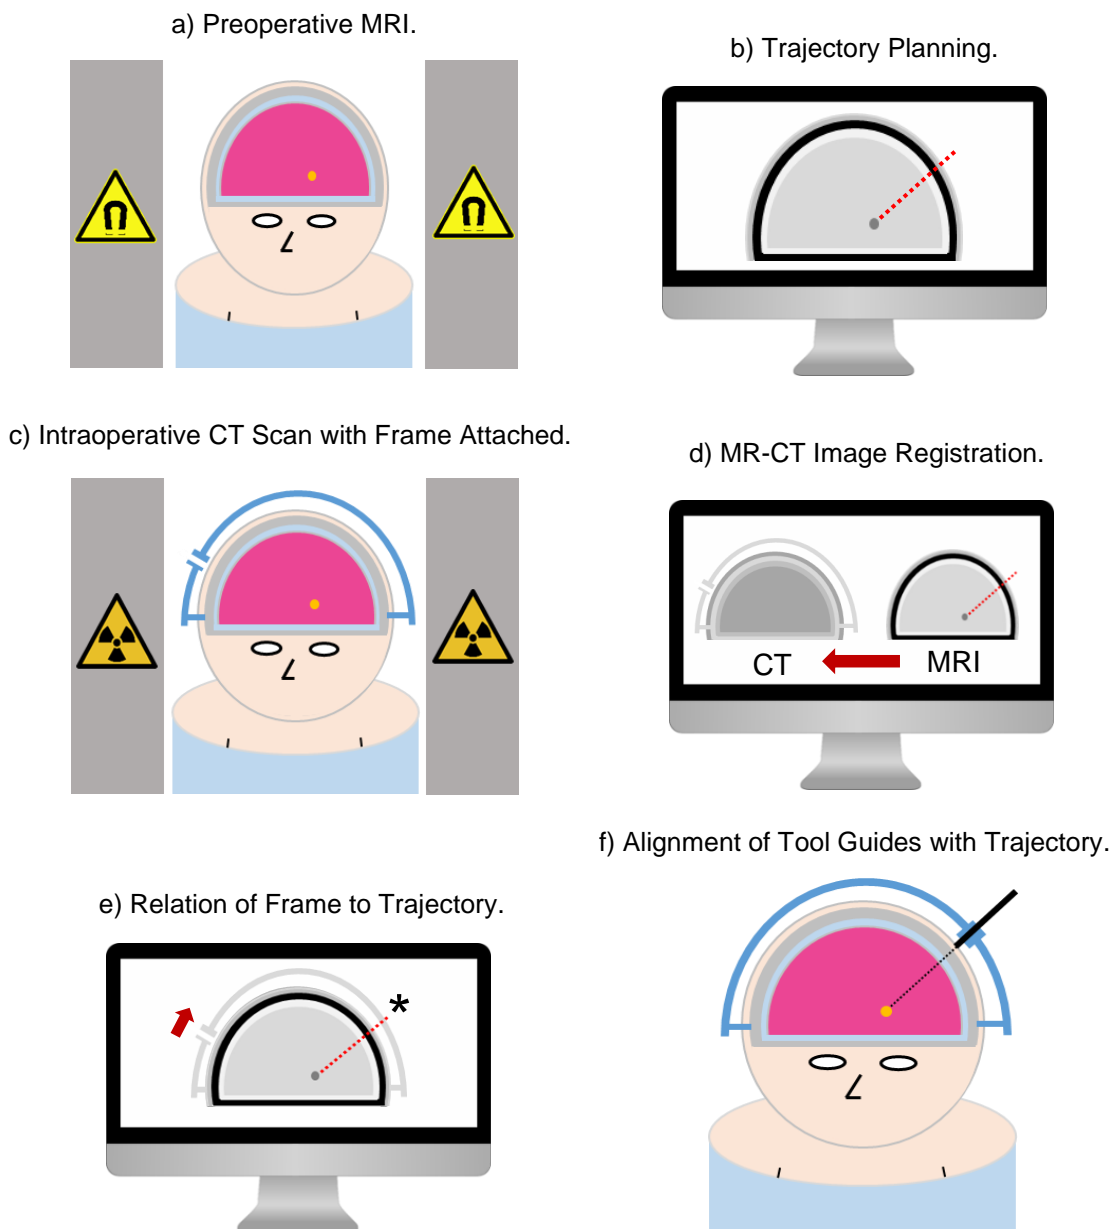 a) Preoperative MRI.
b) Trajectory Planning.
c) Intraoperative CT Scan with Frame Attached.
d) MR-CT Image Registration.
CT
MRI
e) Relation of Frame to Trajectory.
*
f) Alignment of Tool Guides with Trajectory.